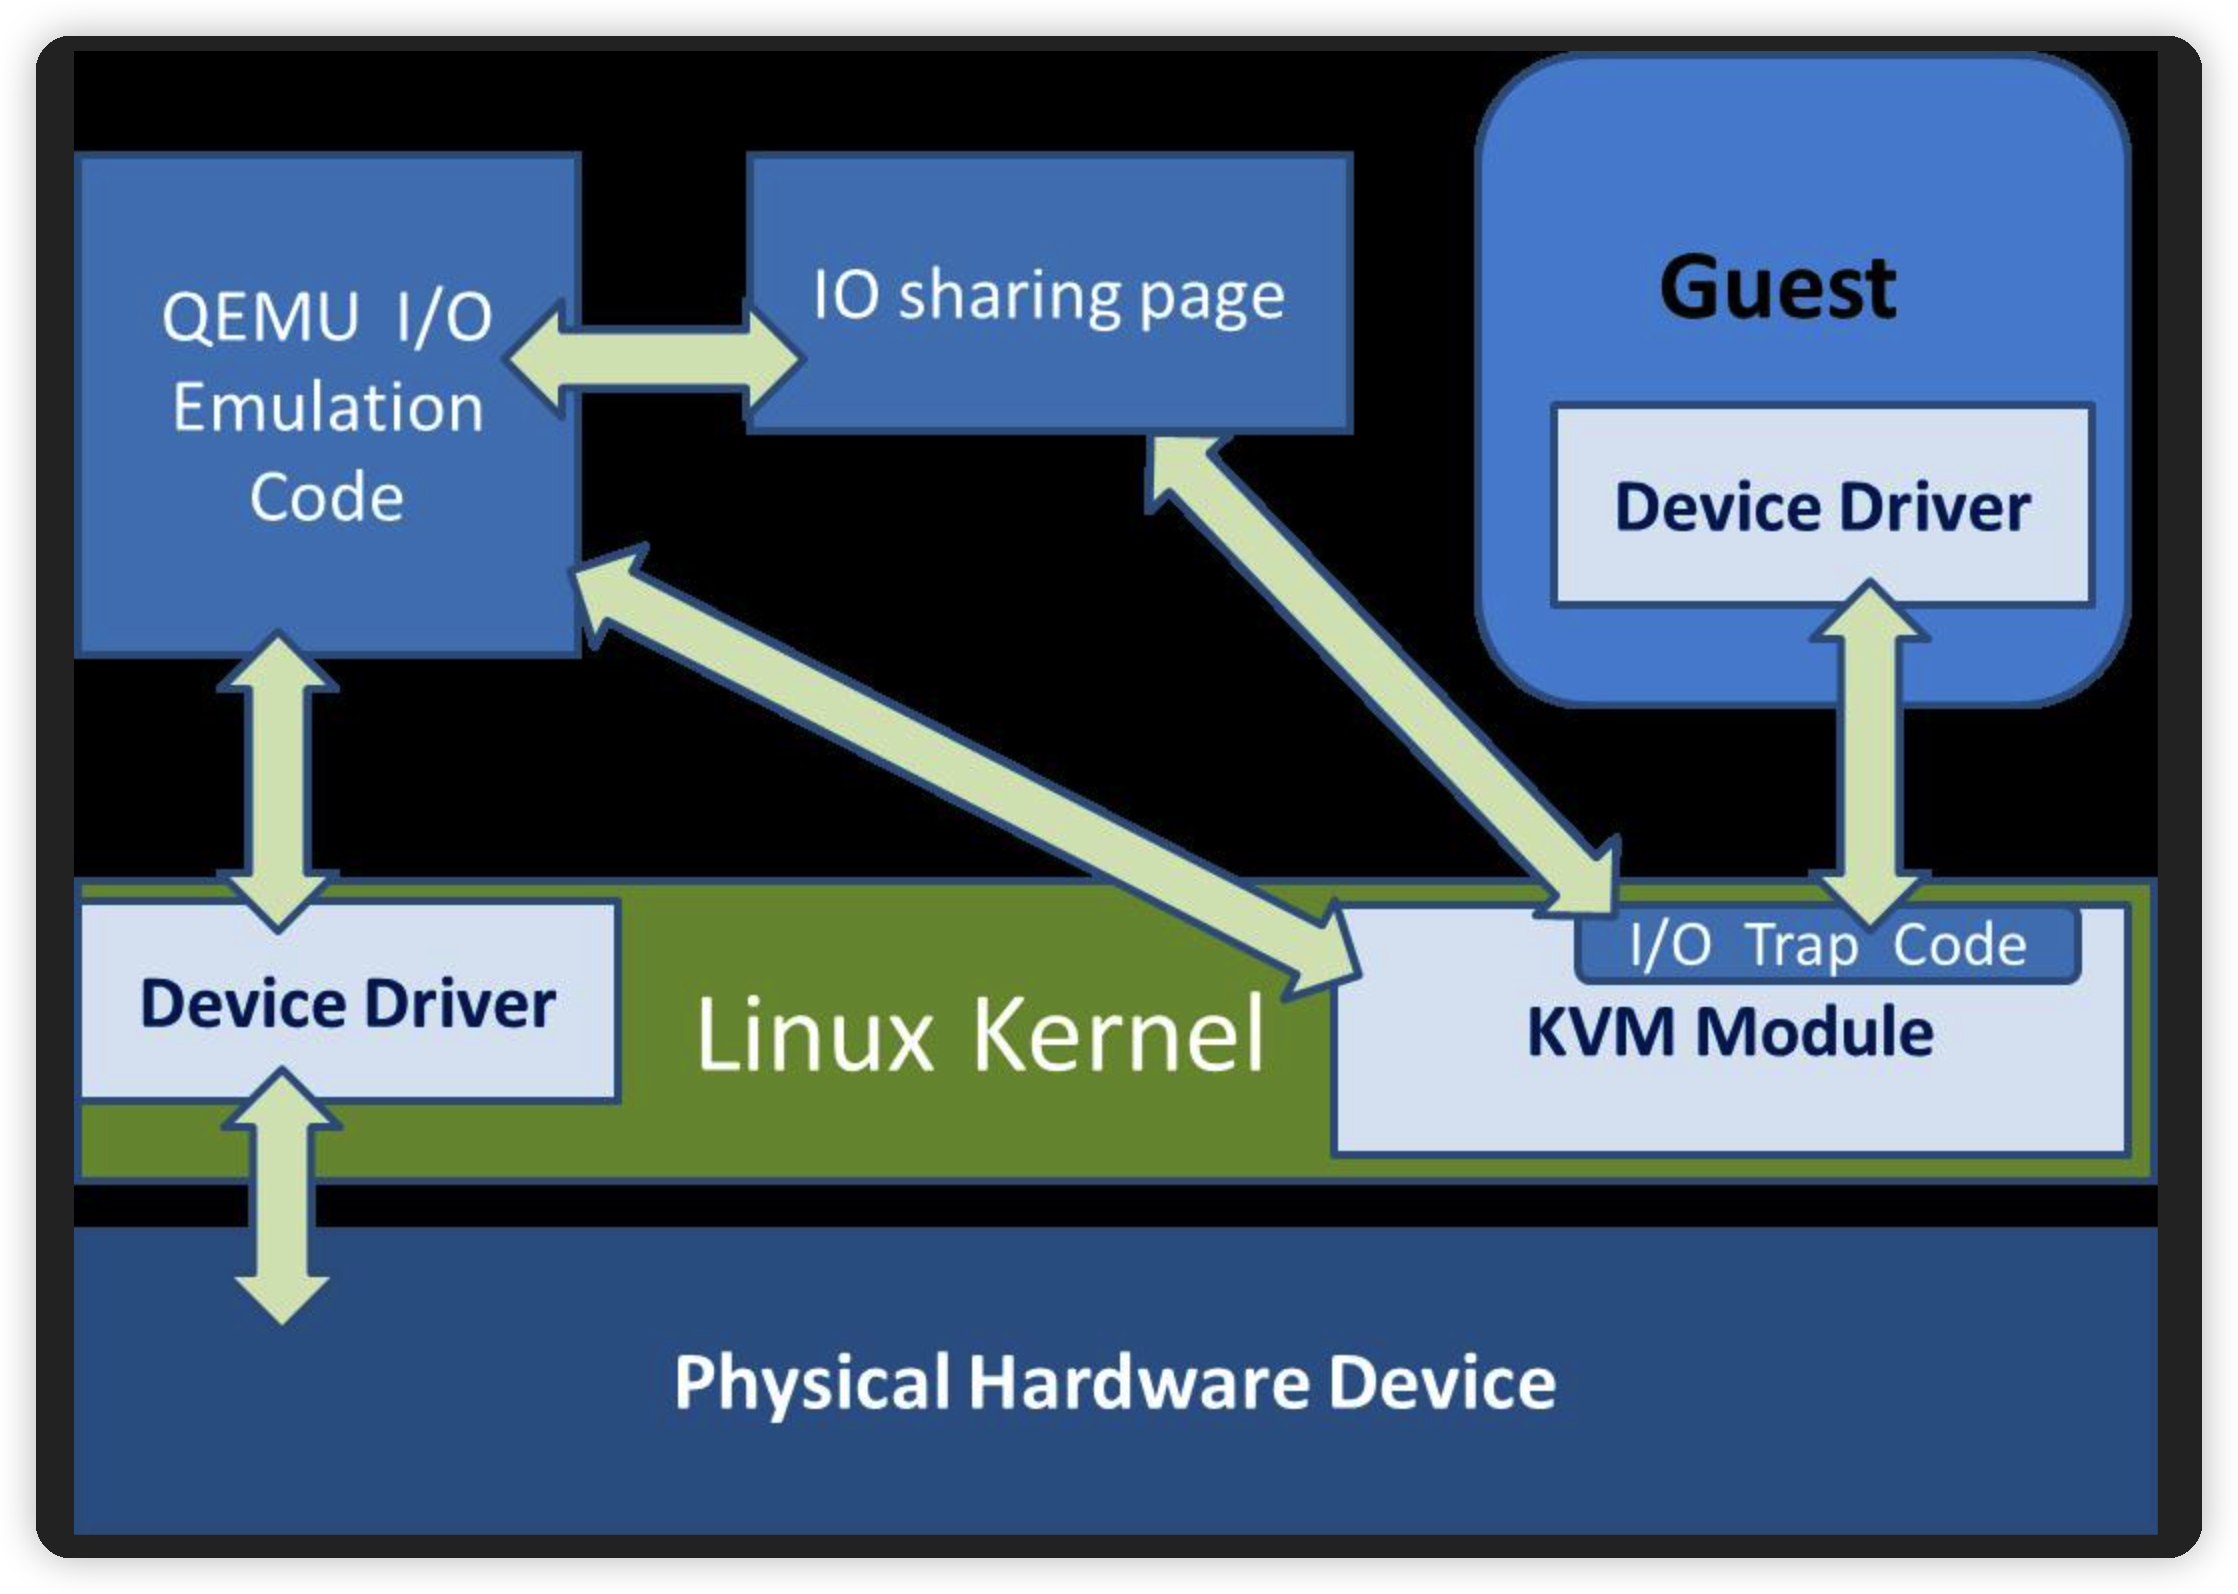 QEMU I/O
Emulation
Code
IO sharing page
Guest
Device Driver
Device Driver
Linux Kernel
I/O Trap Code
KVM Module
Physical Hardware Device